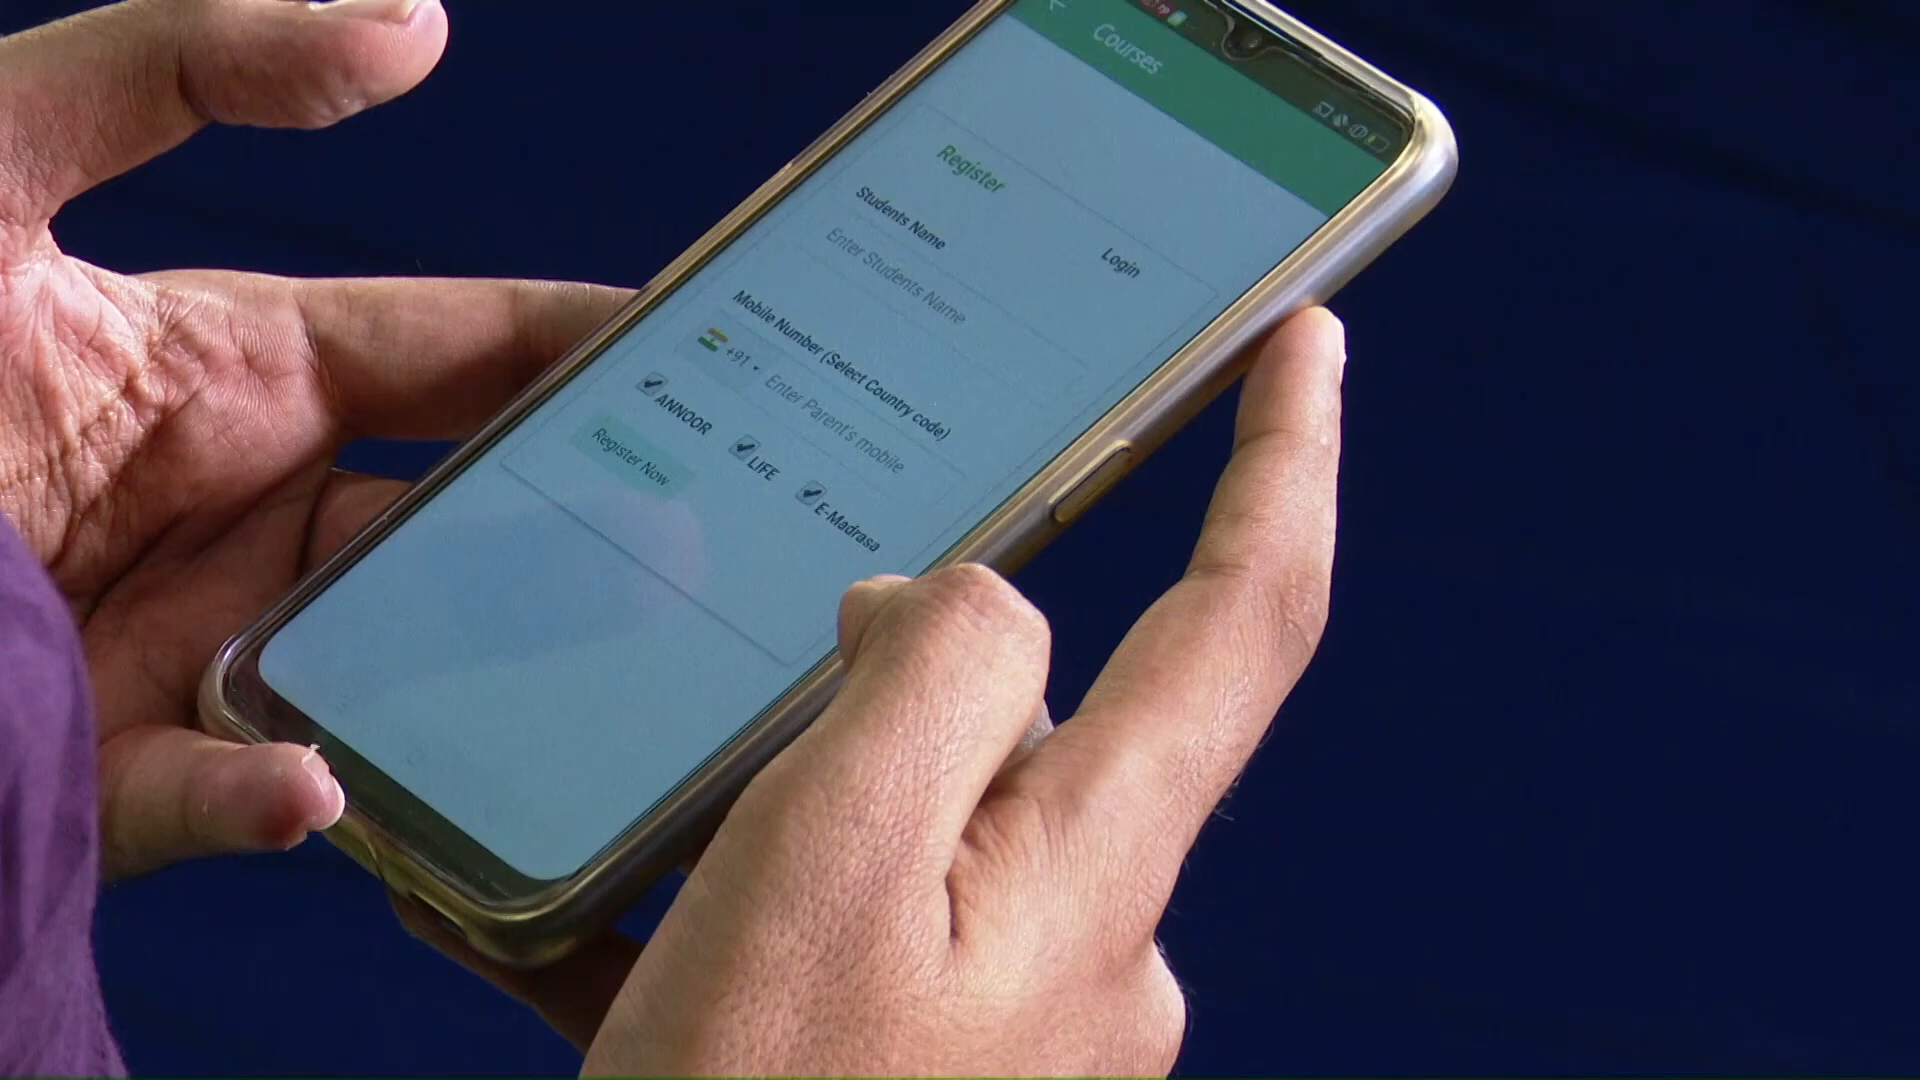 Courses
Register
Login
Students Name
Enter Students Name
Mobile Number (Select Country code)
+91
Enter Parent's mobile
ANNOOR
LIFE
E-Madrasa
Register Now